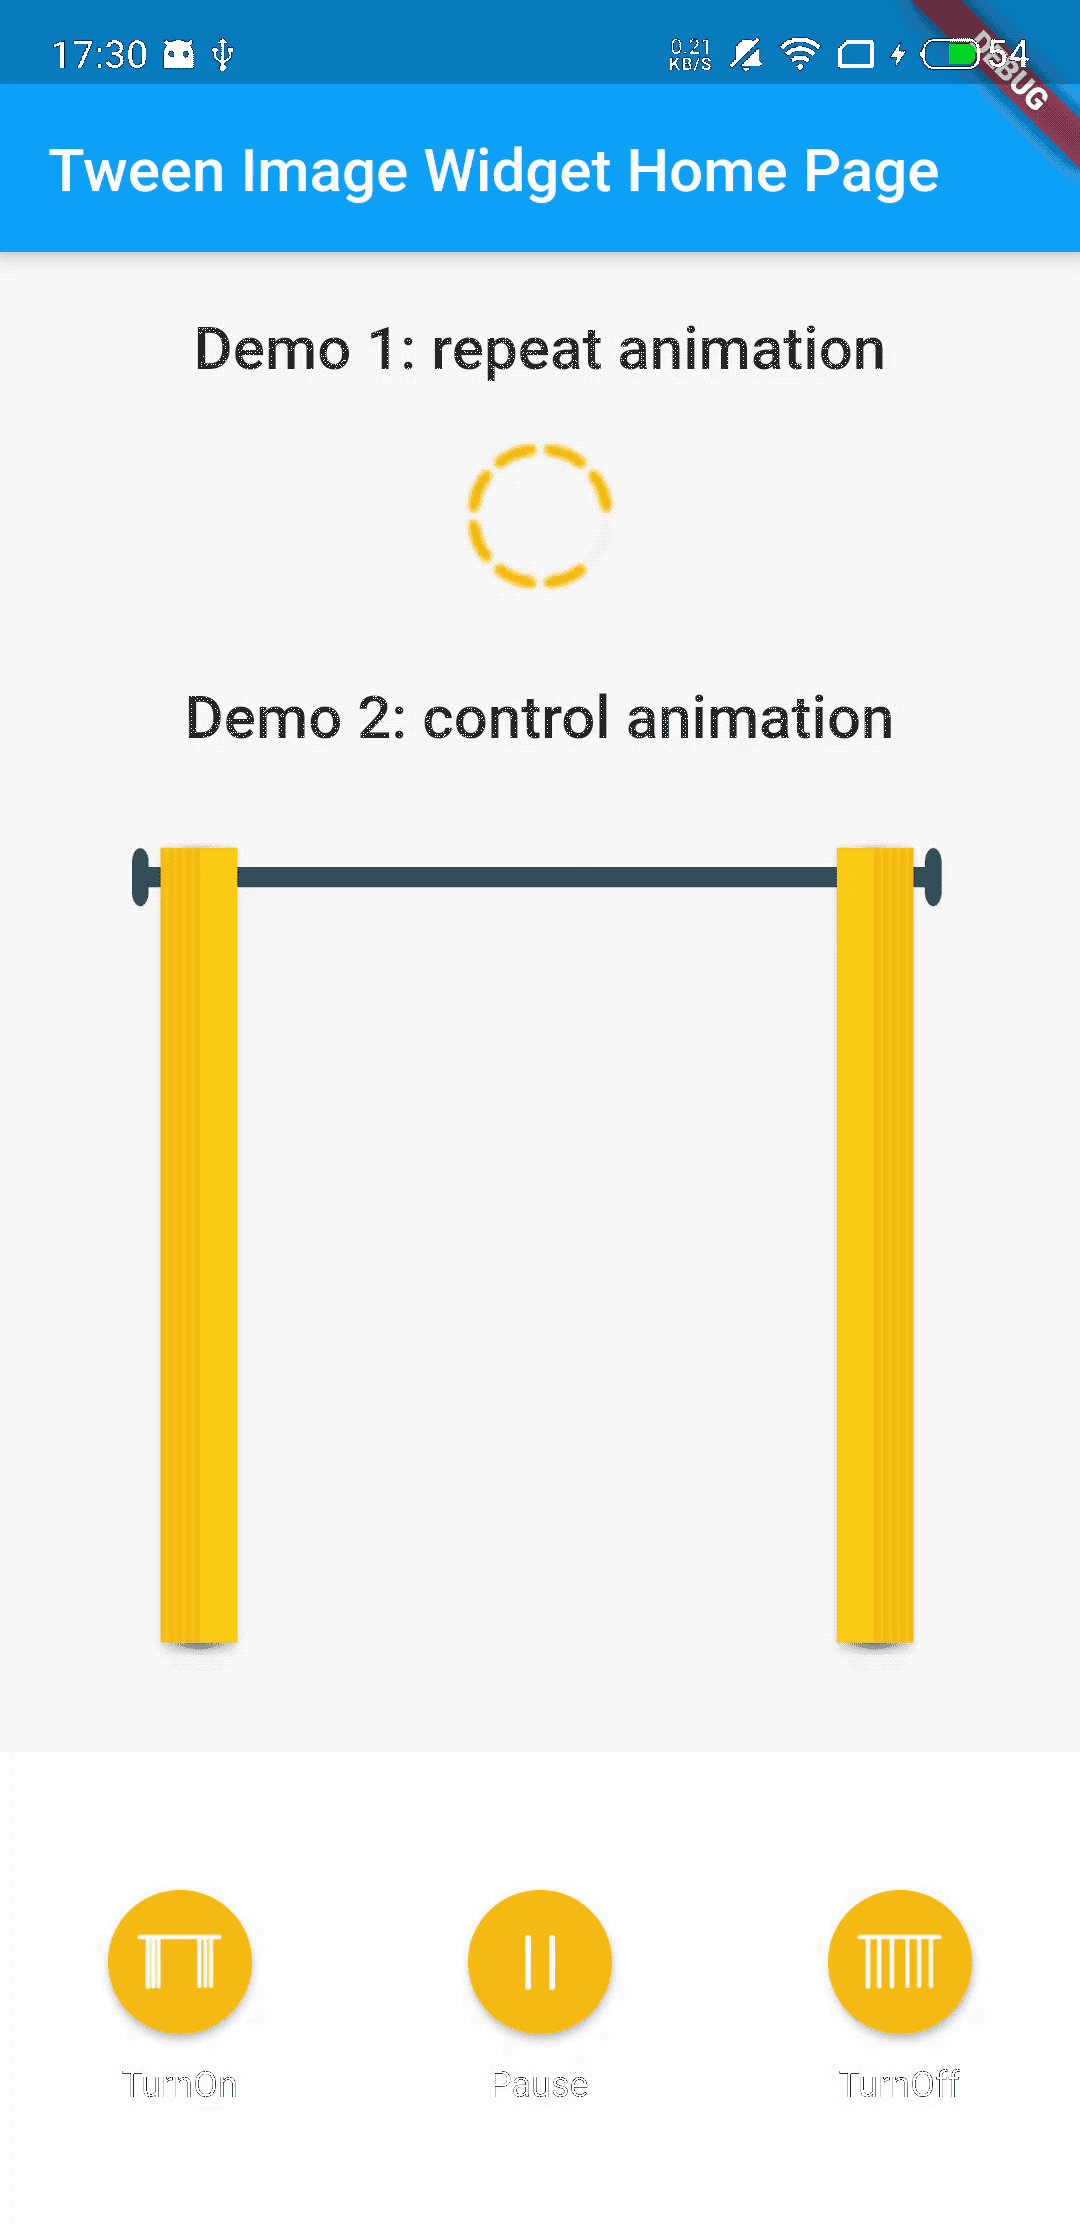 17:30
0.21
KB/S
54
DEBUG
Tween Image Widget Home Page
Demo 1: repeat animation
Demo 2: control animation
TurnOn
Pause
TurnOff